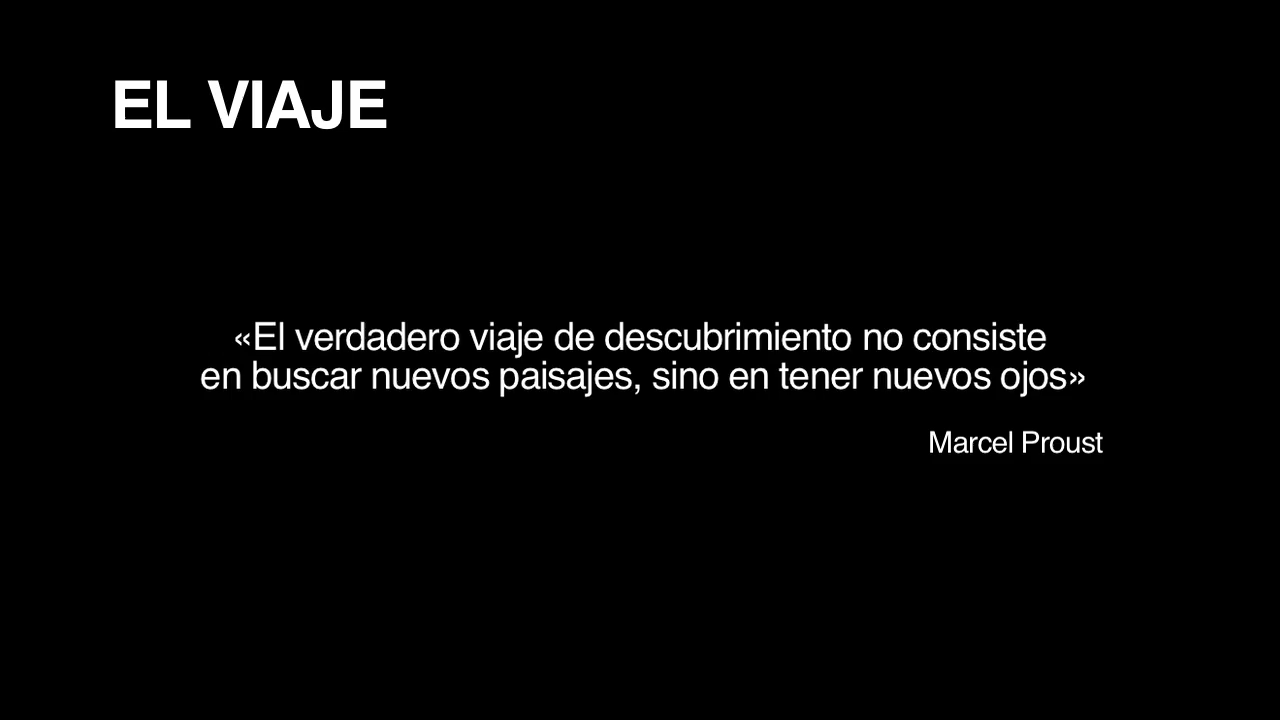 EL VIAJE
«El verdadero viaje de descubrimiento no consiste
en buscar nuevos paisajes, sino en tener nuevos ojos»
Marcel Proust